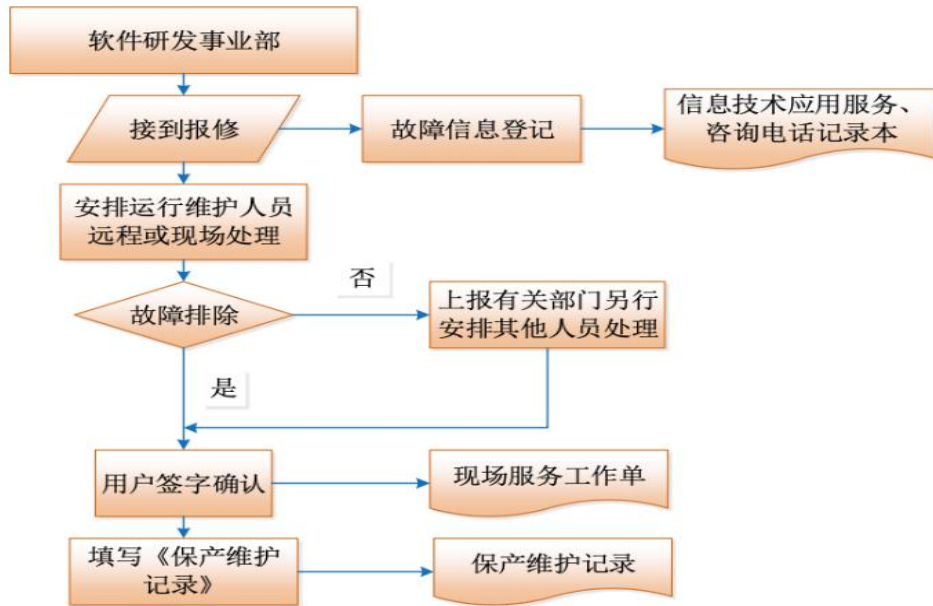 软件研发事业部
接到报修
故障信息登记
信息技术应用服务、
咨询电话记录本
安排运行维护人员
远程或现场处理
故障排除
否
上报有关部门另行
安排其他人员处理
是
用户签字确认
现场服务工作单
填写《保产维护
记录》
保产维护记录